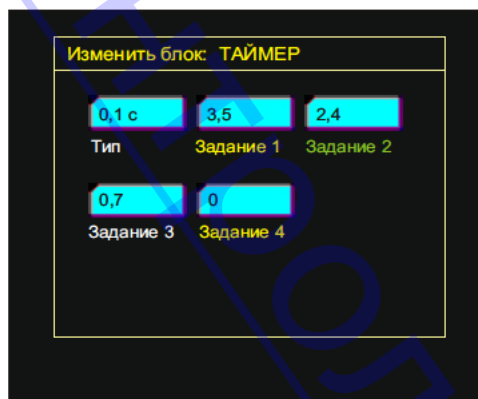 Изменить блок: ТАЙМЕР
0,1 с 3,5 2,4
Тип Задание 1 Задание 2
0,7 0
Задание 3 Задание 4